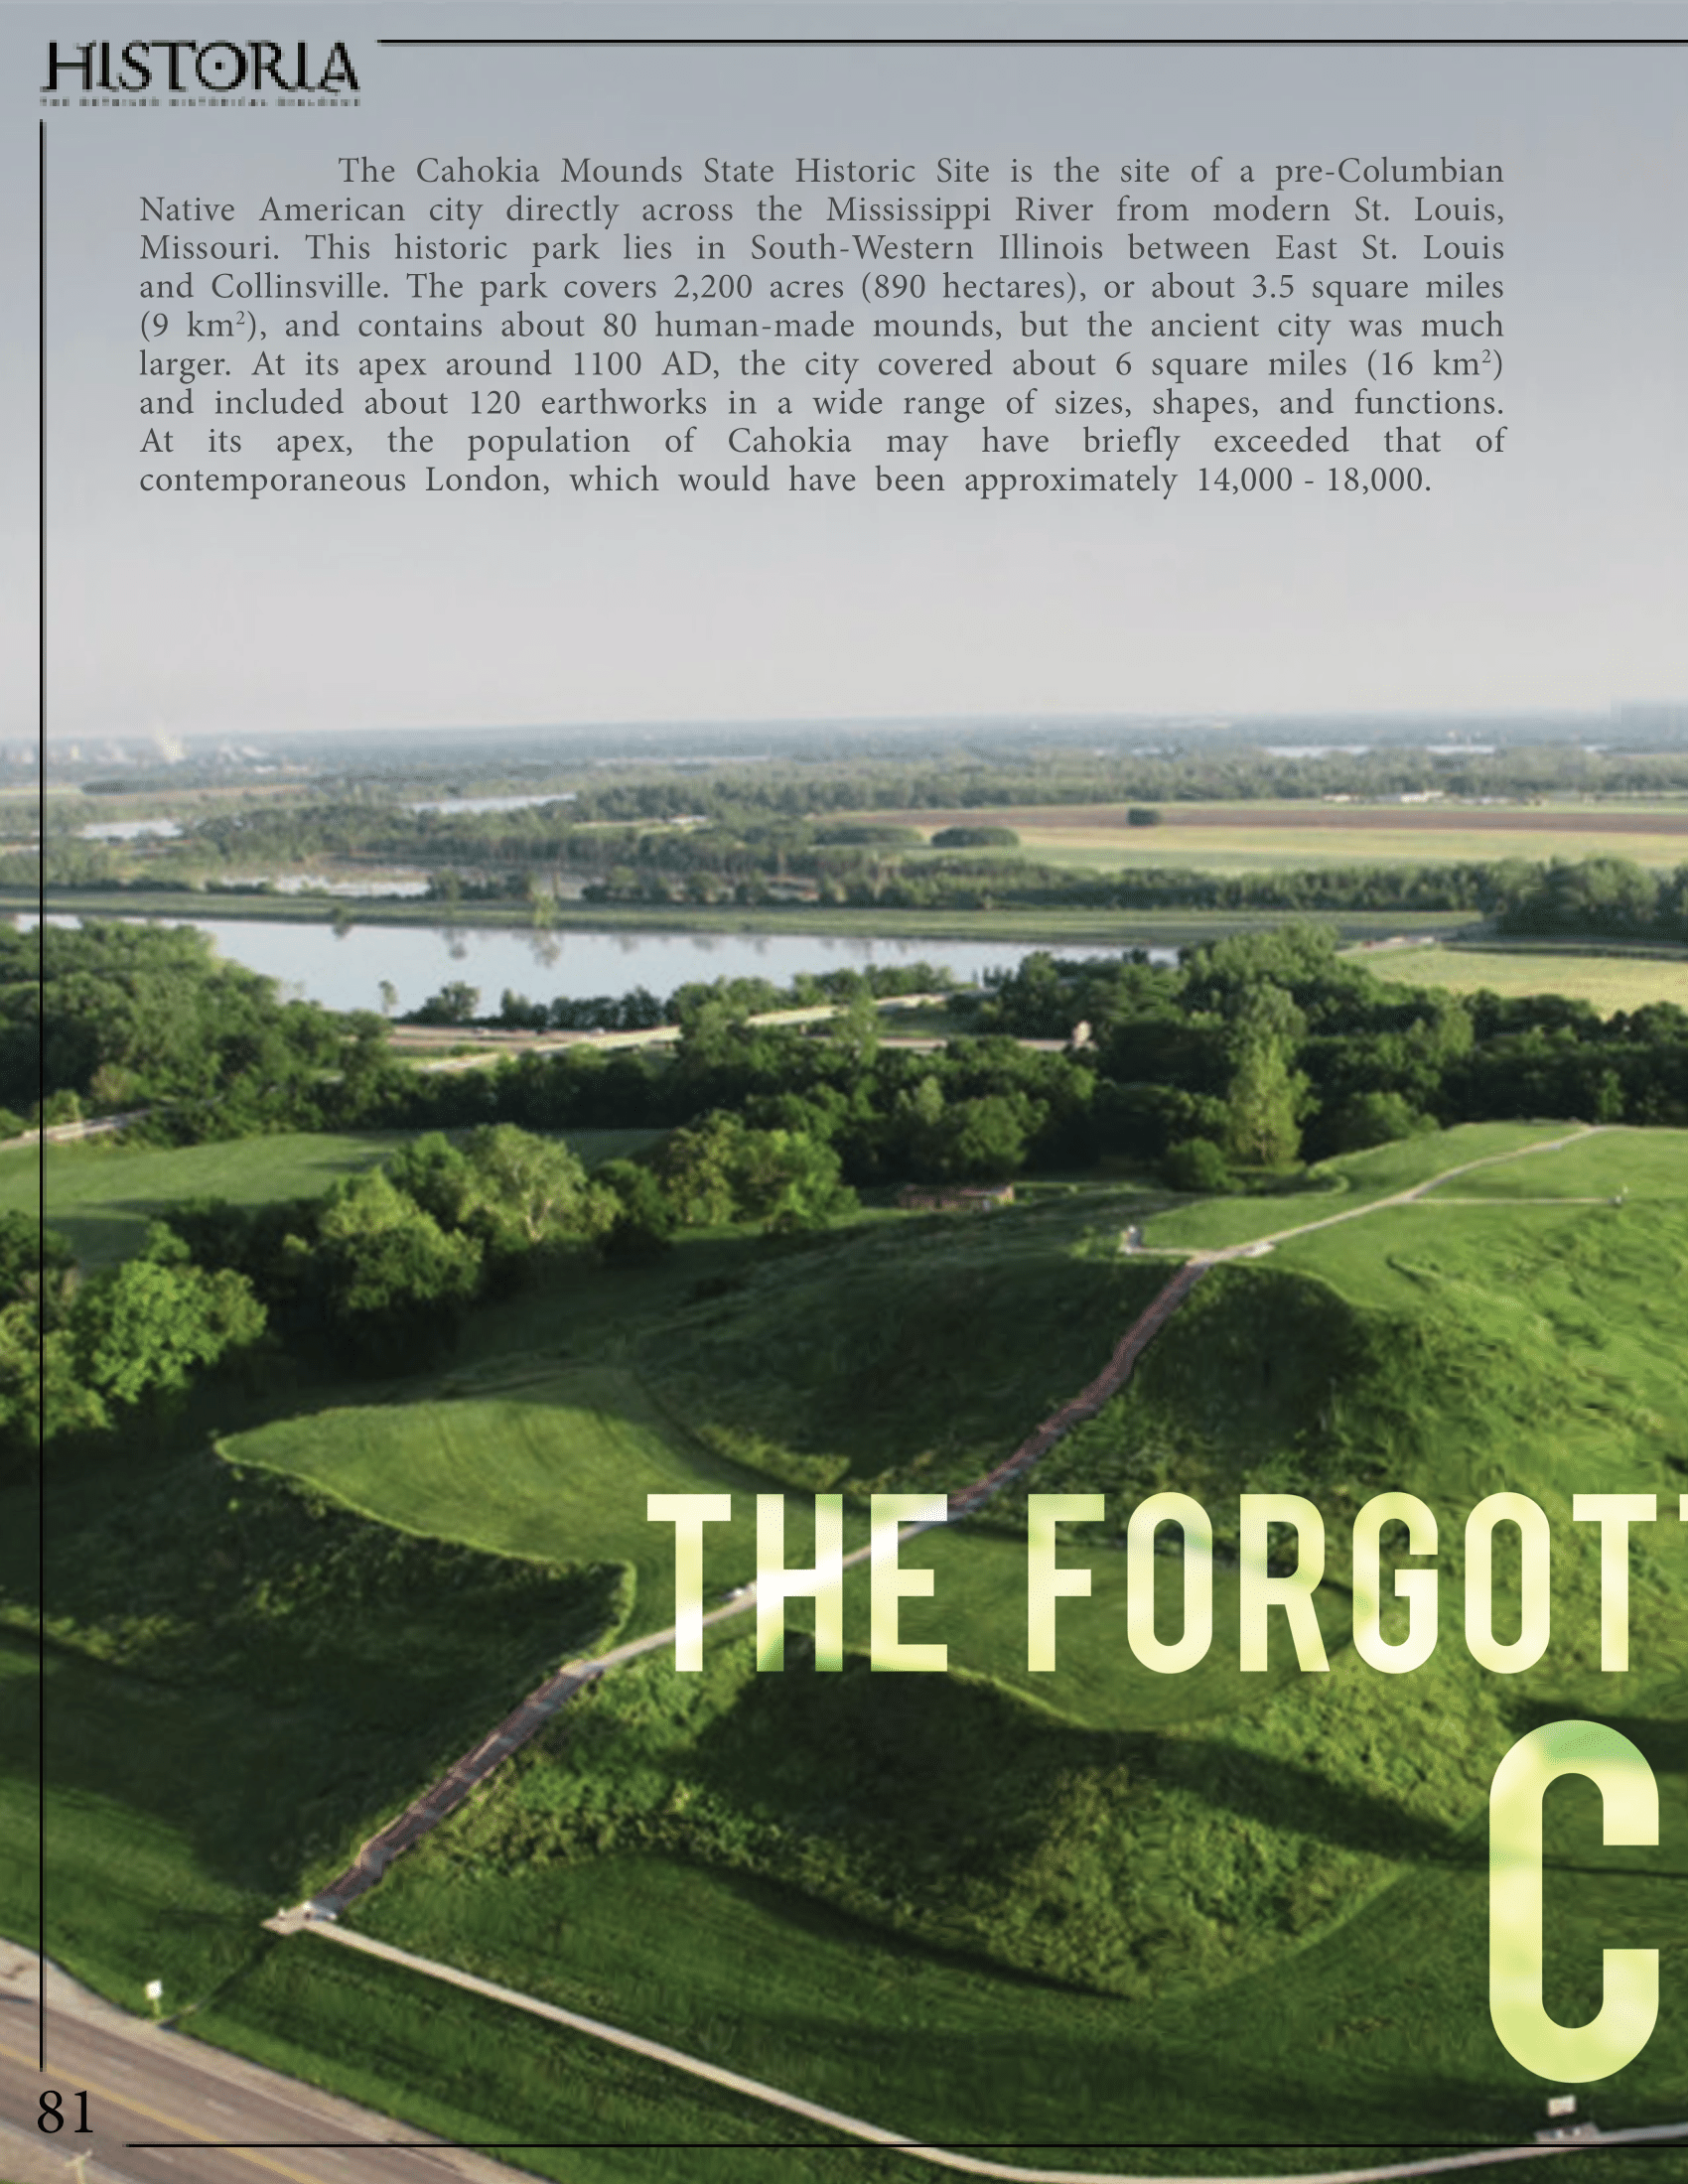 HISTORIA
The Cahokia Mounds State Historic Site is the site of a pre-Columbian
Native American city directly across the Mississippi River from modern St. Louis,
Missouri. This historic park lies in South-Western Illinois between East St. Louis
and Collinsville. The park covers 2,200 acres (890 hectares), or about 3.5 square miles
(9 km²), and contains about 80 human-made mounds, but the ancient city was much
larger. At its apex around 1100 AD, the city covered about 6 square miles (16 km²)
and included about 120 earthworks in a wide range of sizes, shapes, and functions.
At its apex, the population of Cahokia may have briefly exceeded that of
contemporaneous London, which would have been approximately 14,000 - 18,000.
THE FORGOT
C
81